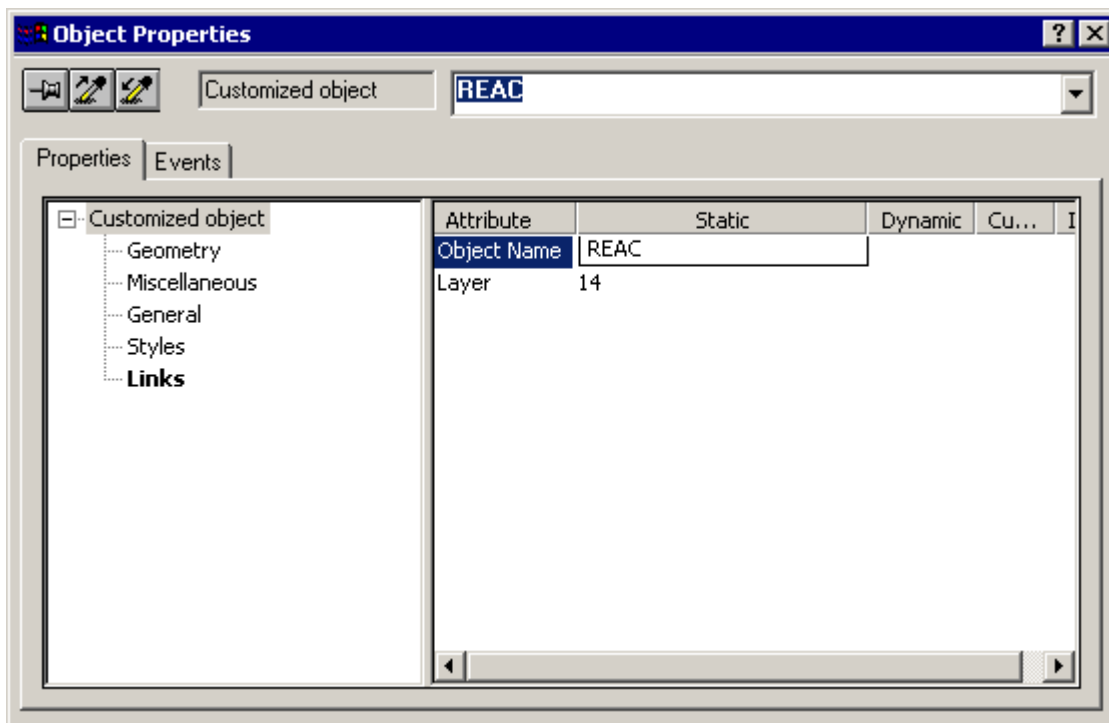 Object Properties
Customized object REAC
Properties Events
Customized object
Geometry
Miscellaneous
General
Styles
Links
Attribute Static Dynamic Cu... I
Object Name REAC
Layer 14